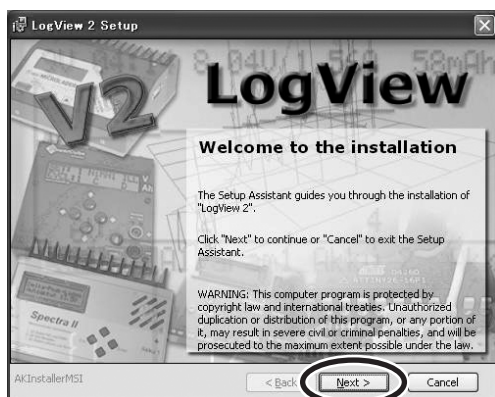 LogView 2 Setup
V2
LogView
Welcome to the installation
The Setup Assistant guides you through the installation of
"LogView 2".
Click "Next" to continue or "Cancel" to exit the Setup
Assistant.
WARNING: This computer program is protected by
copyright law and international treaties. Unauthorized
duplication or distribution of this program, or any portion of
it, may result in severe civil or criminal penalties, and will be
prosecuted to the maximum extent possible under the law.
Spectra II
AKInstallerMSI
< Back
Next >
Cancel